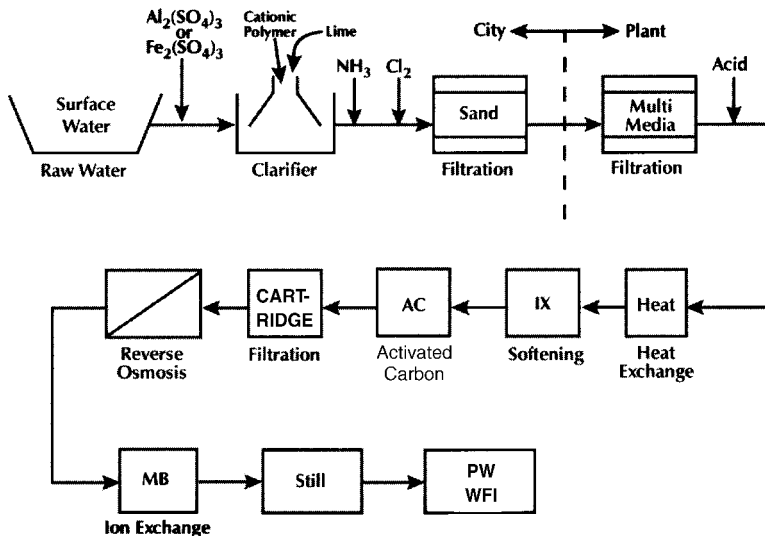 Al2(SO4)3
or
Fe2(SO4)3
Cationic
Polymer
Lime
NH3
Cl2
City
Plant
Acid
Surface
Water
Raw Water
Clarifier
Sand
Filtration
Multi
Media
Filtration
Reverse
Osmosis
CART-
RIDGE
Filtration
AC
Activated
Carbon
IX
Softening
Heat
Heat
Exchange
MB
Ion Exchange
Still
PW
WFI